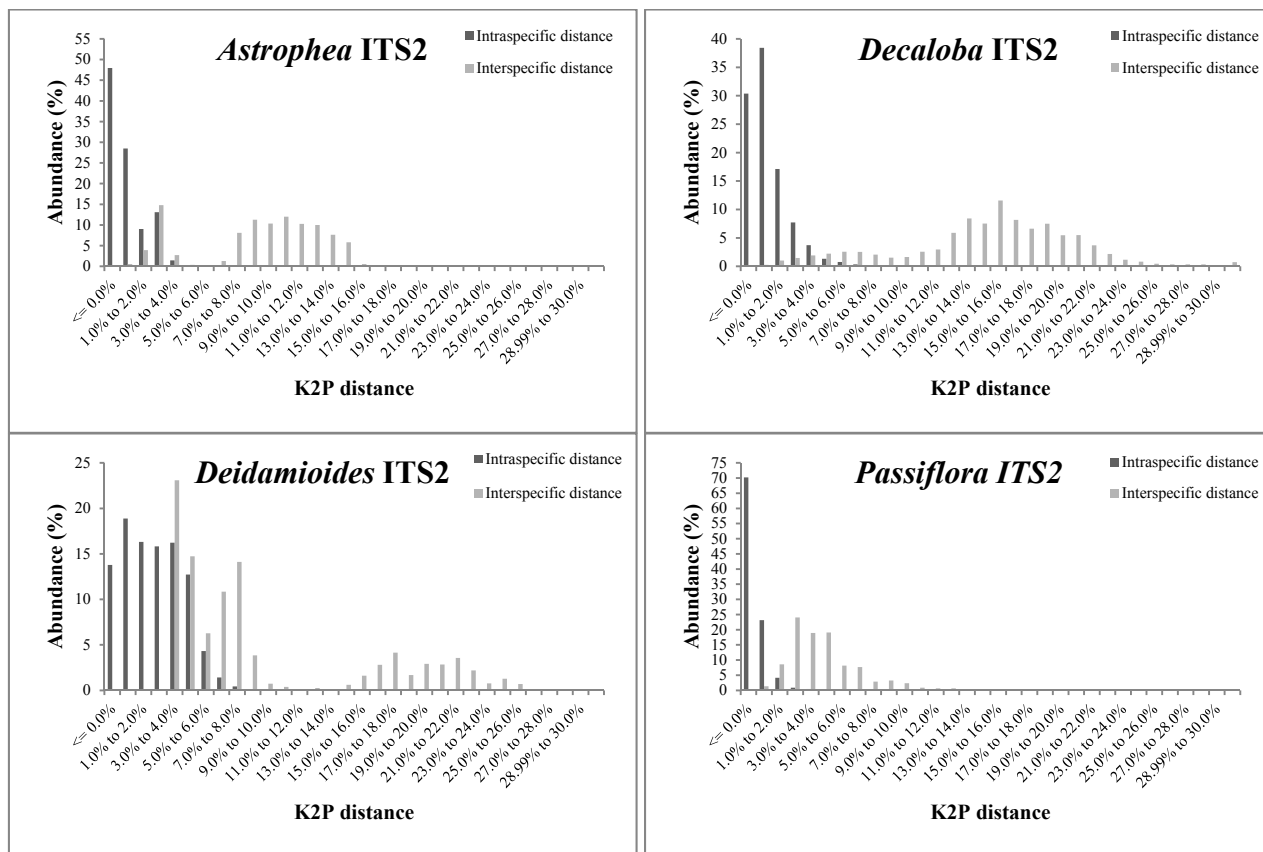 Astrophea ITS2
Intraspecific distance
Interspecific distance
Abundance (%)
55
50
45
40
35
30
25
20
15
10
5
0
<= 0.0%
1.0% to 2.0%
3.0% to 4.0%
5.0% to 6.0%
7.0% to 8.0%
9.0% to 10.0%
11.0% to 12.0%
13.0% to 14.0%
15.0% to 16.0%
17.0% to 18.0%
19.0% to 20.0%
21.0% to 22.0%
23.0% to 24.0%
25.0% to 26.0%
27.0% to 28.0%
28.99% to 30.0%
K2P distance
Decaloba ITS2
Intraspecific distance
Interspecific distance
Abundance (%)
40
35
30
25
20
15
10
5
0
<= 0.0%
1.0% to 2.0%
3.0% to 4.0%
5.0% to 6.0%
7.0% to 8.0%
9.0% to 10.0%
11.0% to 12.0%
13.0% to 14.0%
15.0% to 16.0%
17.0% to 18.0%
19.0% to 20.0%
21.0% to 22.0%
23.0% to 24.0%
25.0% to 26.0%
27.0% to 28.0%
28.99% to 30.0%
K2P distance
Deidamioides ITS2
Intraspecific distance
Interspecific distance
Abundance (%)
25
20
15
10
5
0
<= 0.0%
1.0% to 2.0%
3.0% to 4.0%
5.0% to 6.0%
7.0% to 8.0%
9.0% to 10.0%
11.0% to 12.0%
13.0% to 14.0%
15.0% to 16.0%
17.0% to 18.0%
19.0% to 20.0%
21.0% to 22.0%
23.0% to 24.0%
25.0% to 26.0%
27.0% to 28.0%
28.99% to 30.0%
K2P distance
Passiflora ITS2
Intraspecific distance
Interspecific distance
Abundance (%)
75
70
65
60
55
50
45
40
35
30
25
20
15
10
5
0
<= 0.0%
1.0% to 2.0%
3.0% to 4.0%
5.0% to 6.0%
7.0% to 8.0%
9.0% to 10.0%
11.0% to 12.0%
13.0% to 14.0%
15.0% to 16.0%
17.0% to 18.0%
19.0% to 20.0%
21.0% to 22.0%
23.0% to 24.0%
25.0% to 26.0%
27.0% to 28.0%
28.99% to 30.0%
K2P distance